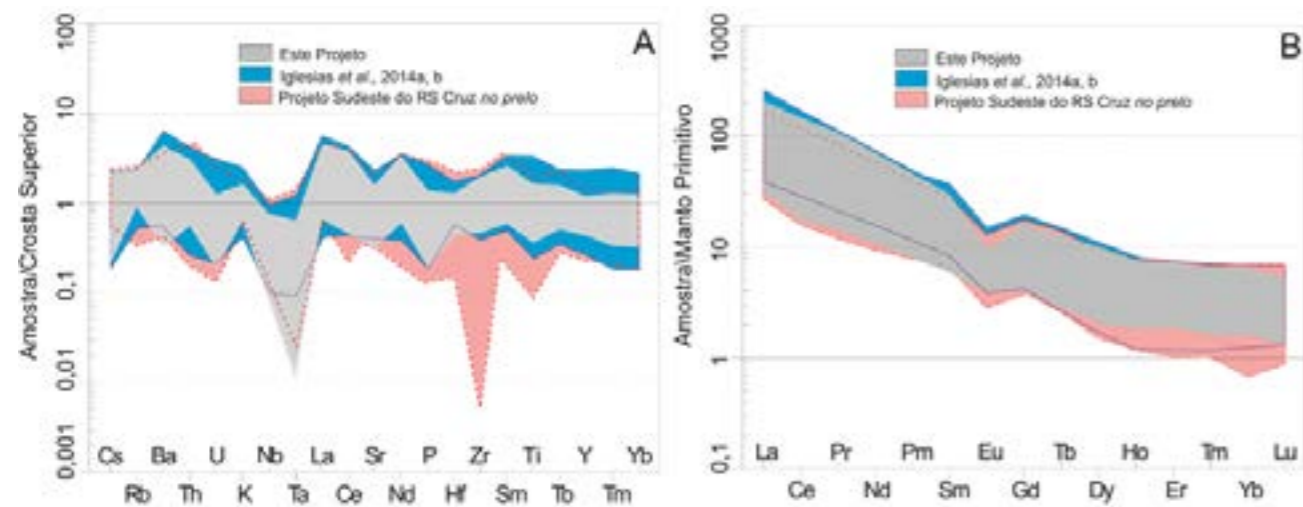 A
Este Projeto
Iglesias et al., 2014a, b
Projeto Sudeste do RS Cruz no prelo
Amostra/Crosta Superior
100
10
1
0,1
0,01
0,001
Cs Ba U Nb La Sr P Zr Ti Y Yb
Rb Th K Ta Ce Nd Hf Sm Tb Tm
B
Este Projeto
Iglesias et al., 2014a, b
Projeto Sudeste do RS Cruz no prelo
Amostra\Manto Primitivo
1000
100
10
1
0,1
La Pr Pm Eu Tb Ho Tm Lu
Ce Nd Sm Gd Dy Er Yb